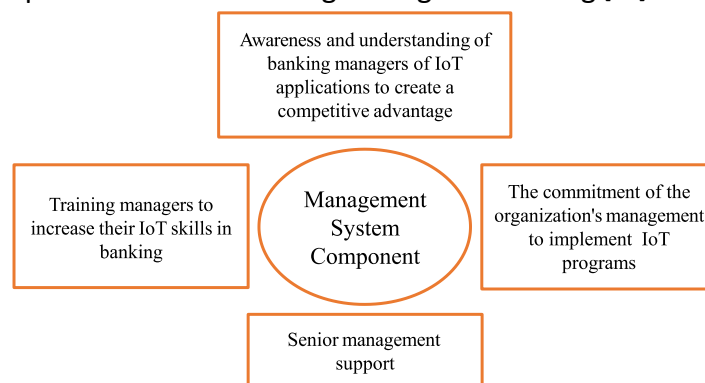 Awareness and understanding of
banking managers of IoT
applications to create a
competitive advantage
Training managers to
increase their IoT skills in
banking
Management
System
Component
The commitment of the
organization's management
to implement IoT
programs
Senior management
support